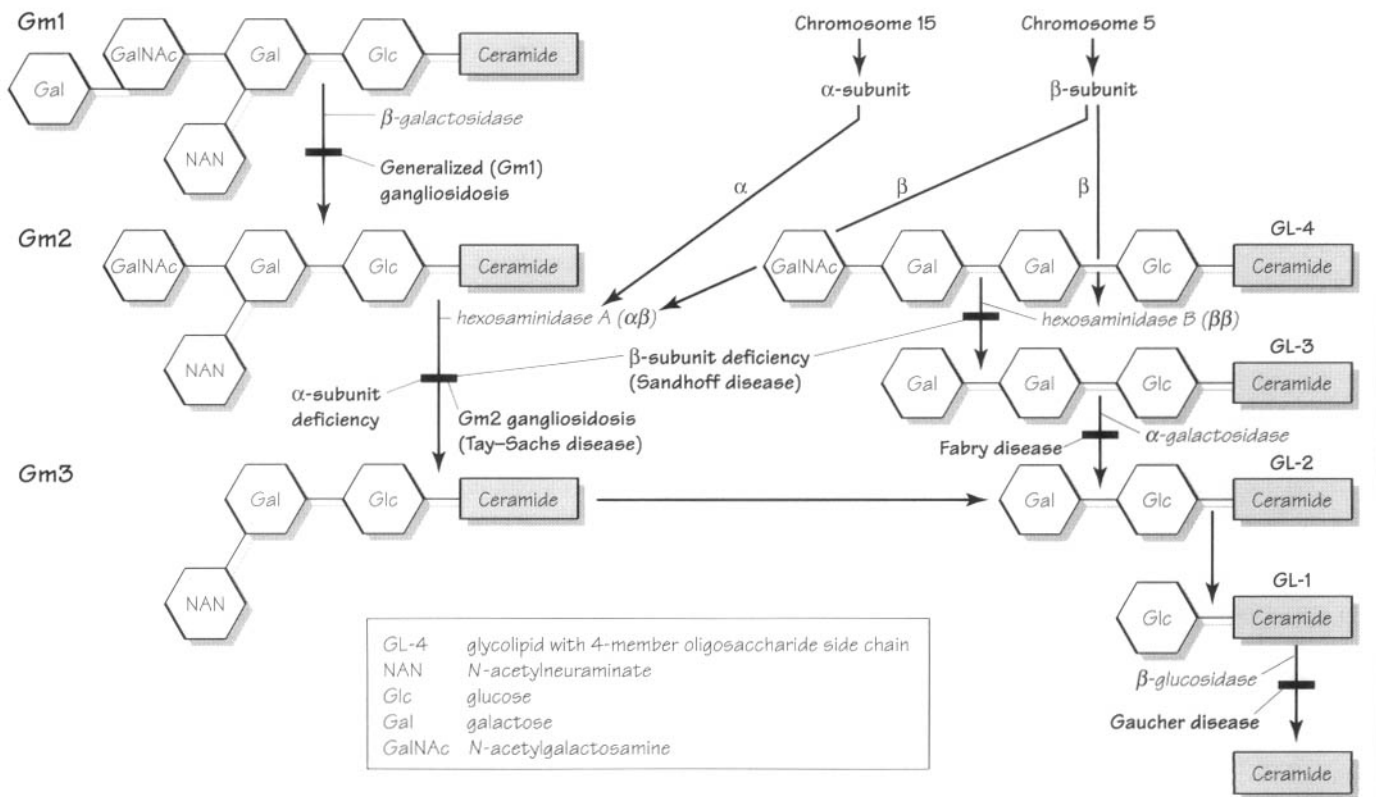 Gm1
Gal
GalNAc
Gal
Glc
Ceramide
NAN
β-galactosidase
Generalized (Gm1)
gangliosidosis
Chromosome 15
α-subunit
α
Chromosome 5
β-subunit
β
β
Gm2
GalNAc
Gal
Glc
Ceramide
NAN
hexosaminidase A (αβ)
α-subunit
deficiency
Gm2 gangliosidosis
(Tay–Sachs disease)
β-subunit deficiency
(Sandhoff disease)
GL-4
GalNAc
Gal
Gal
Glc
Ceramide
hexosaminidase B (ββ)
GL-3
Gal
Gal
Glc
Ceramide
α-galactosidase
Fabry disease
Gm3
Gal
Glc
Ceramide
NAN
GL-2
Gal
Glc
Ceramide
GL-1
Glc
Ceramide
β-glucosidase
Gaucher disease
Ceramide
GL-4 glycolipid with 4-member oligosaccharide side chain
NAN N-acetylneuraminate
Glc glucose
Gal galactose
GalNAc N-acetylgalactosamine